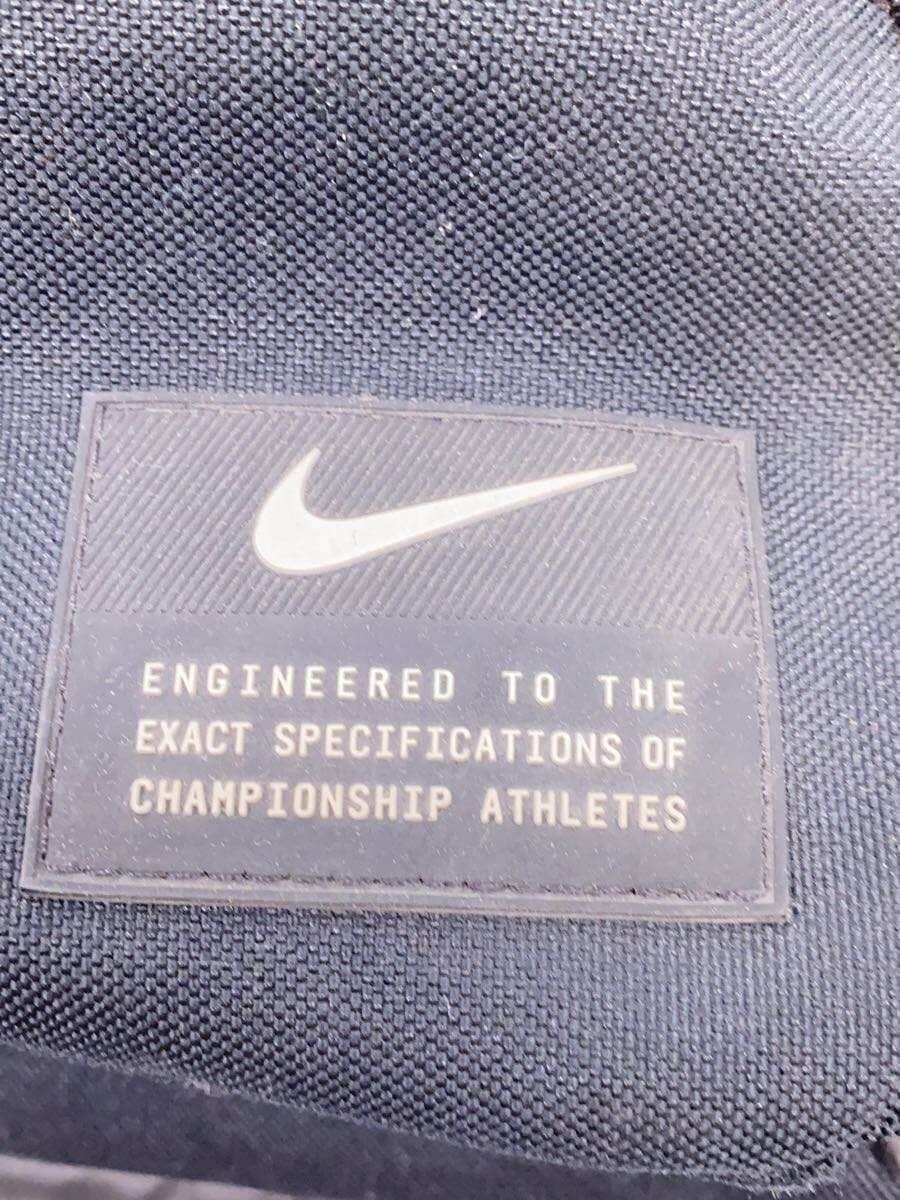 ENGINEERED TO THE
EXACT SPECIFICATIONS OF
CHAMPIONSHIP ATHLETES